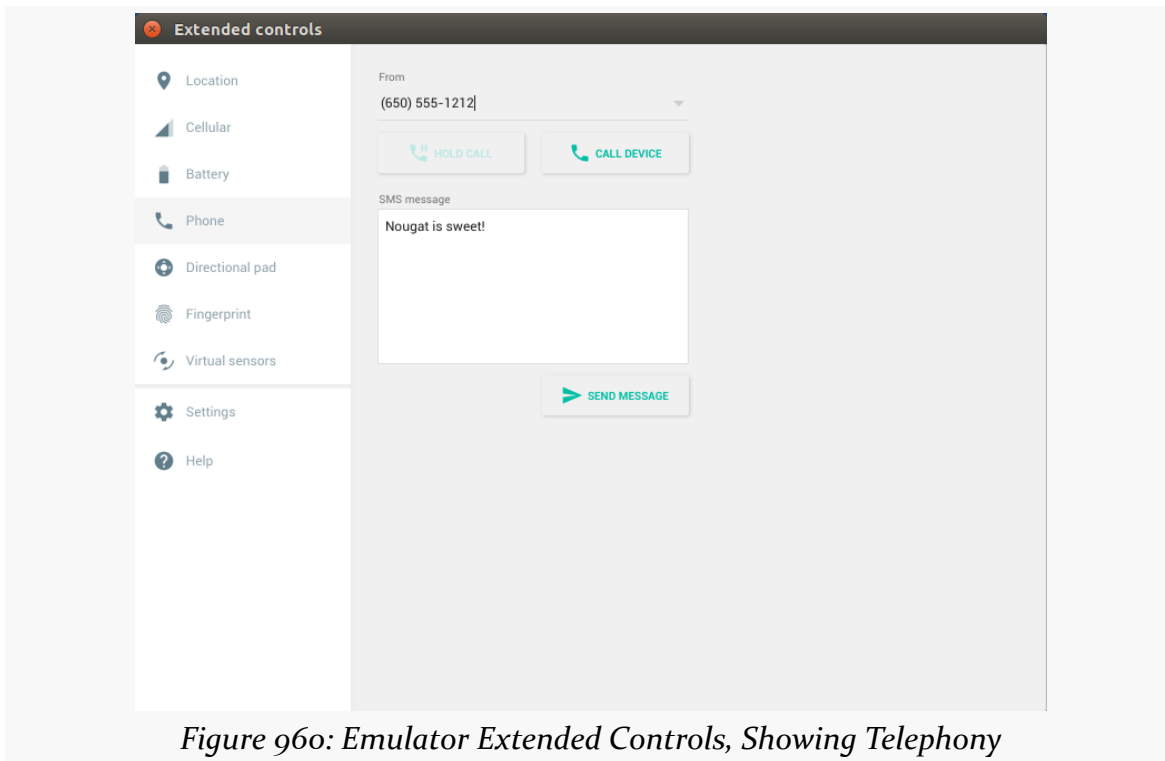 Extended controls
Location
Cellular
Battery
Phone
Directional pad
Fingerprint
Virtual sensors
Settings
Help
From
(650) 555-1212
HOLD CALL
CALL DEVICE
SMS message
Nougat is sweet!
SEND MESSAGE
Figure 960: Emulator Extended Controls, Showing Telephony